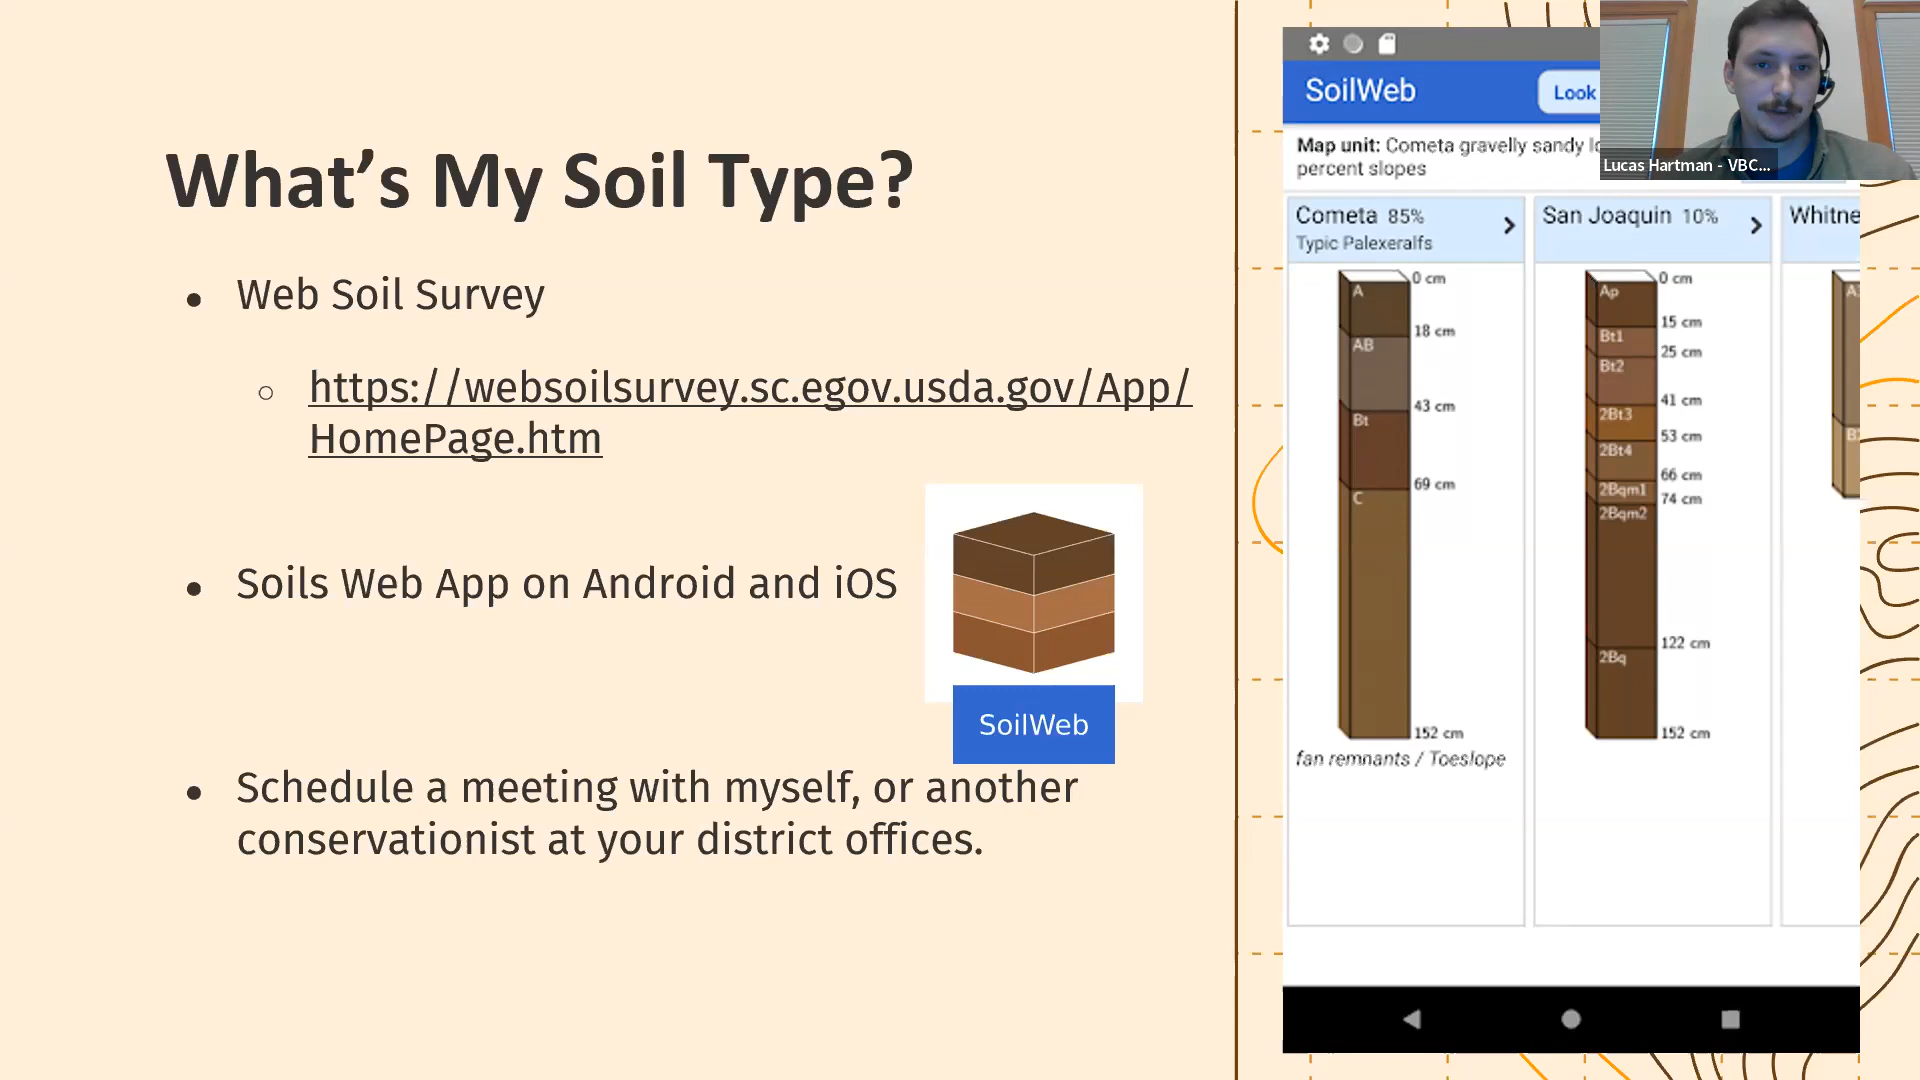 What's My Soil Type?
Web Soil Survey
https://websoilsurvey.sc.egov.usda.gov/App/
HomePage.htm
Soils Web App on Android and iOS
SoilWeb
Schedule a meeting with myself, or another
conservationist at your district offices.
SoilWeb
Look
Map unit: Cometa gravelly sandy
percent slopes
Lucas Hartman - VBC...
Cometa 85%
Typic Palexeralfs
0 cm
A
18 cm
AB
43 cm
Bt
69 cm
C
152 cm
fan remnants / Toeslope
San Joaquin 10%
0 cm
Ap
15 cm
Bt1
25 cm
Bt2
41 cm
2Bt3
53 cm
2Bt4
66 cm
2Bqm1
74 cm
2Bqm2
122 cm
2Bq
152 cm
Whitne